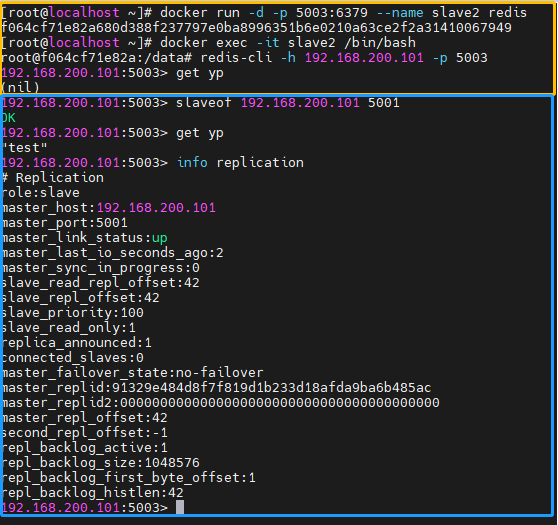 [root@localhost ~]# docker run -d -p 5003:6379 --name slave2 redis
f064cf71e82a680d388f237797e0ba8996351b6e0210a63ce2f2a31410067949
[root@localhost ~]# docker exec -it slave2 /bin/bash
root@f064cf71e82a:/data# redis-cli -h 192.168.200.101 -p 5003
192.168.200.101:5003> get yp
(nil)
192.168.200.101:5003> slaveof 192.168.200.101 5001
OK
192.168.200.101:5003> get yp
"test"
192.168.200.101:5003> info replication
# Replication
role:slave
master_host:192.168.200.101
master_port:5001
master_link_status:up
master_last_io_seconds_ago:2
master_sync_in_progress:0
slave_read_repl_offset:42
slave_repl_offset:42
slave_priority:100
slave_read_only:1
replica_announced:1
connected_slaves:0
master_failover_state:no-failover
master_replid:91329e484d8f7f819d1b233d18afda9ba6b485ac
master_replid2:0000000000000000000000000000000000000000
master_repl_offset:42
second_repl_offset:-1
repl_backlog_active:1
repl_backlog_size:1048576
repl_backlog_first_byte_offset:1
repl_backlog_histlen:42
192.168.200.101:5003>